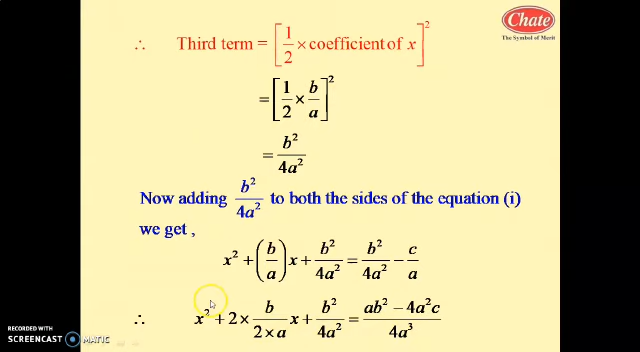 Chate
The Symbol of Merit
∴ Third term = [1/2 × coefficient of x]²
= [1/2 × b/a]²
= b²/4a²
Now adding b²/4a² to both the sides of the equation (i)
we get,
x² + (b/a)x + b²/4a² = b²/4a² − c/a
∴ x² + 2 × b/2×a x + b²/4a² = ab² − 4a²c/4a³
RECORDED WITH
SCREENCAST MATIC